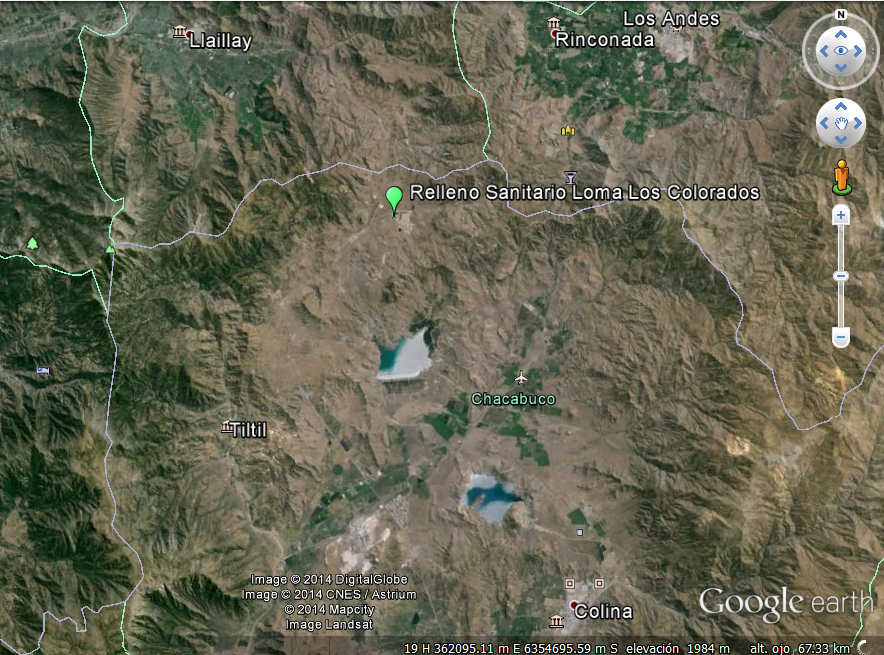 Los Andes
Llaillay
Rinconada
N
Relleno Sanitario Loma Los Colorados
Chacabuco
Tiltil
Image © 2014 DigitalGlobe
Image © 2014 CNES / Astrium
© 2014 Mapcity
Image Landsat
Colina
Google earth
19 H 362095.11 m E 6354695.59 m S elevación 1984 m alt. ojo 67.33 km